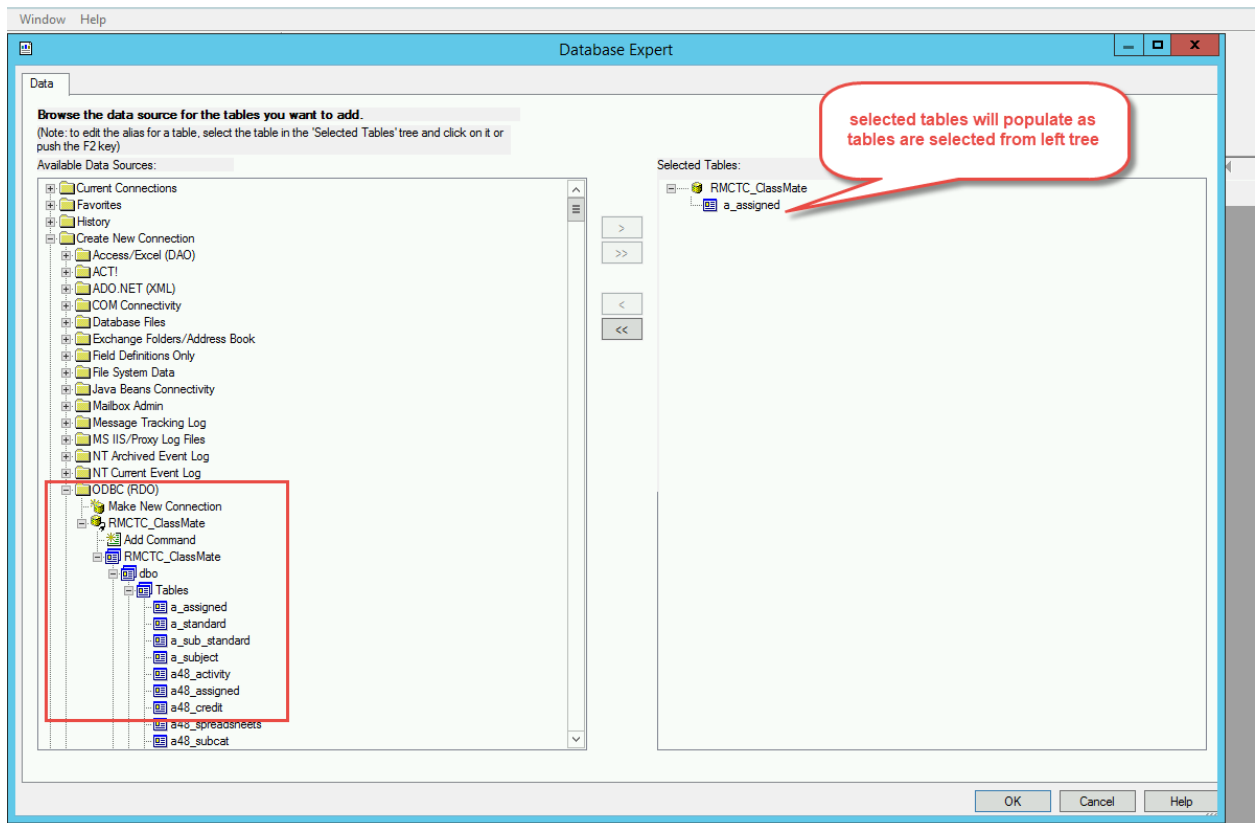 Window Help
Database Expert
Data
Browse the data source for the tables you want to add.
(Note: to edit the alias for a table, select the table in the 'Selected Tables' tree and click on it or
push the F2 key)
Available Data Sources:
Current Connections
Favorites
History
Create New Connection
Access/Excel (DAO)
ACT!
ADO.NET (XML)
COM Connectivity
Database Files
Exchange Folders/Address Book
Field Definitions Only
File System Data
Java Beans Connectivity
Mailbox Admin
Message Tracking Log
MS IIS/Proxy Log Files
NT Archived Event Log
NT Current Event Log
ODBC (RDO)
Make New Connection
RMCTC_ClassMate
Add Command
RMCTC_ClassMate
dbo
Tables
a_assigned
a_standard
a_sub_standard
a_subject
a48_activity
a48_assigned
a48_credit
a48_spreadsheets
a48_subcat
>
>>
<
<<
selected tables will populate as
tables are selected from left tree
Selected Tables:
RMCTC_ClassMate
a_assigned
OK Cancel Help